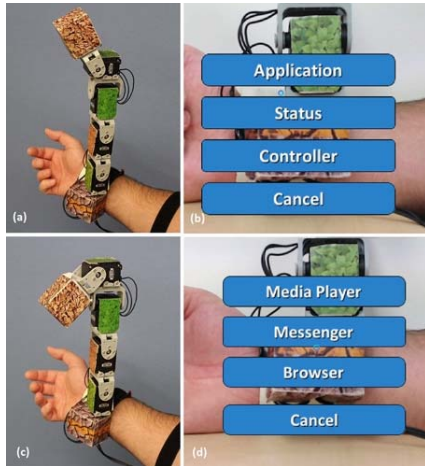 (a)
(b)
Application
Status
Controller
Cancel
(c)
(d)
Media Player
Messenger
Browser
Cancel